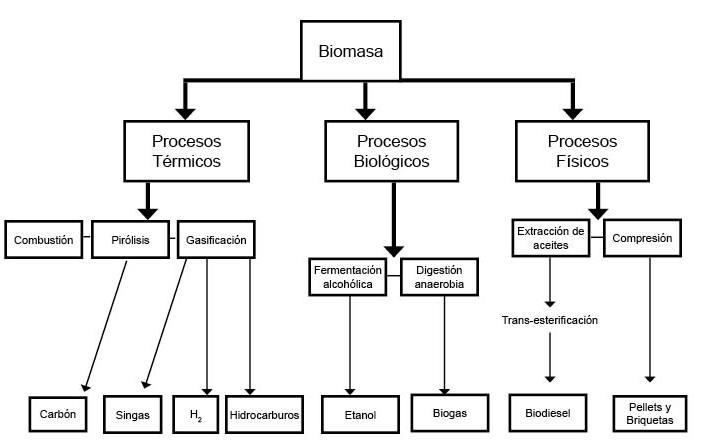 Biomasa
Procesos
Térmicos
Procesos
Biológicos
Procesos
Físicos
Combustión
Pirólisis
Gasificación
Extracción de
aceites
Compresión
Fermentación
alcohólica
Digestión
anaerobia
Trans-esterificación
Carbón
Singas
H2
Hidrocarburos
Etanol
Biogas
Biodiesel
Pellets y
Briquetas